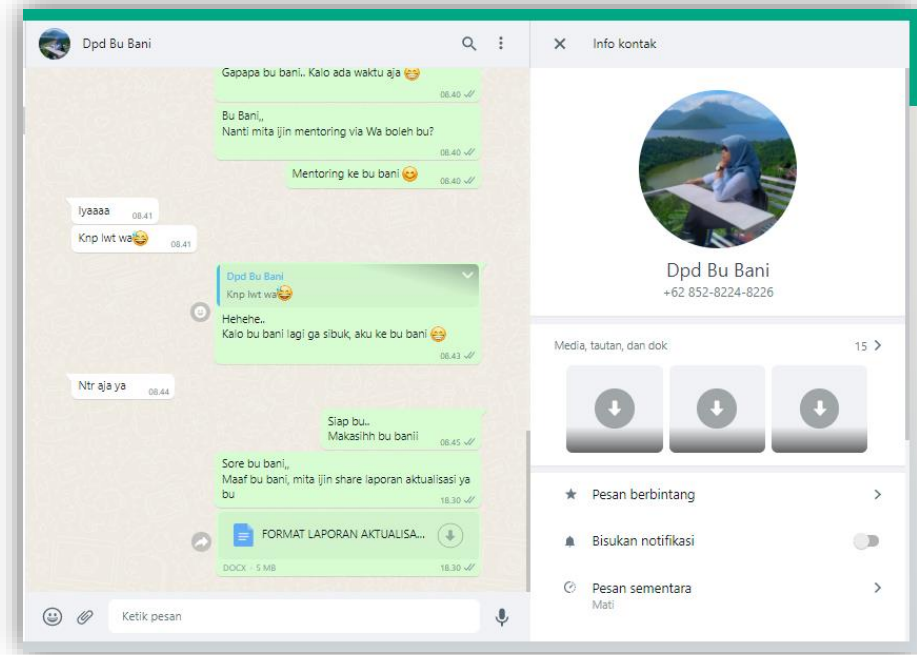 Dpd Bu Bani
Gapapa bu bani.. Kalo ada waktu aja 😁
08.40
Bu Bani,,
Nanti mita ijin mentoring via Wa boleh bu?
08.40
Mentoring ke bu bani 😊
08.40
Iyaaaa
08.41
Knp lwt wa😅
08.41
Dpd Bu Bani
Knp lwt wa😅
Hehehe..
Kalo bu bani lagi ga sibuk, aku ke bu bani 😁
08.43
Ntr aja ya
08.44
Siap bu..
Makasihh bu banii
08.45
Sore bu bani,,
Maaf bu bani, mita ijin share laporan aktualisasi ya
bu
18.30
FORMAT LAPORAN AKTUALISA...
DOCX • 5 MB
18.30
Ketik pesan
Info kontak
Dpd Bu Bani
+62 852-8224-8226
Media, tautan, dan dok
15
Pesan berbintang
Bisukan notifikasi
Pesan sementara
Mati